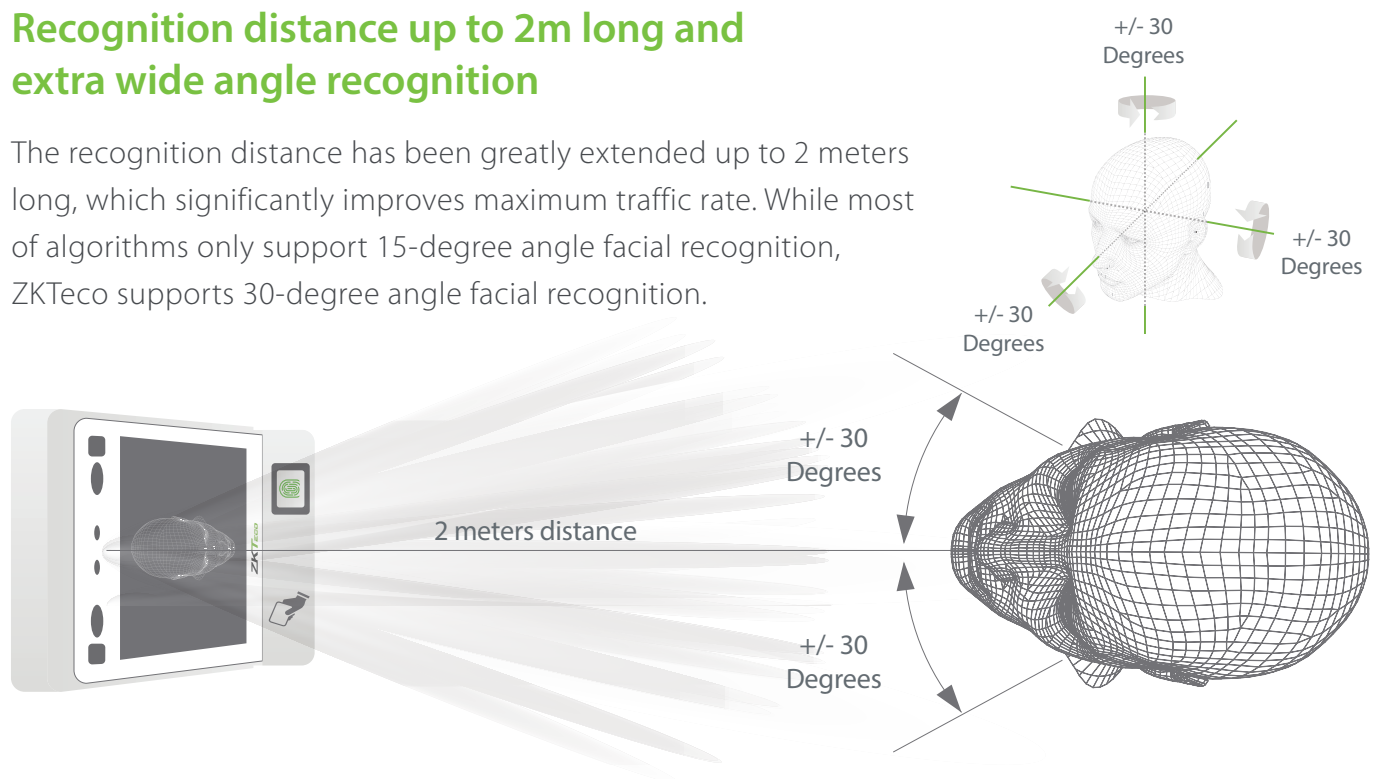 Recognition distance up to 2m long and
extra wide angle recognition
The recognition distance has been greatly extended up to 2 meters
long, which significantly improves maximum traffic rate. While most
of algorithms only support 15-degree angle facial recognition,
ZKTeco supports 30-degree angle facial recognition.
+/- 30
Degrees
+/- 30
Degrees
+/- 30
Degrees
+/- 30
Degrees
2 meters distance
ZKTeco
+/- 30
Degrees